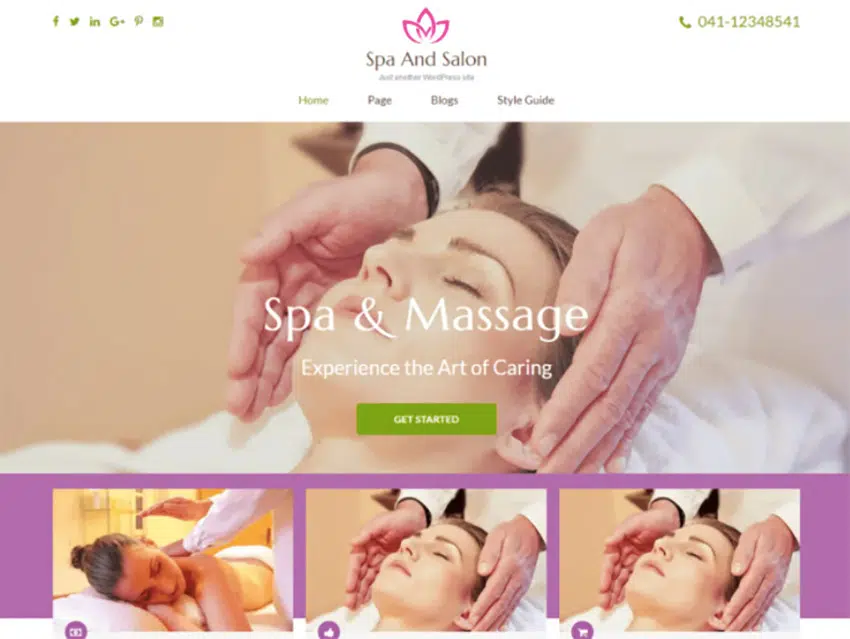 041-12348541
Spa And Salon
Just another WordPress site
Home Page Blogs Style Guide
Spa & Massage
Experience the Art of Caring
GET STARTED